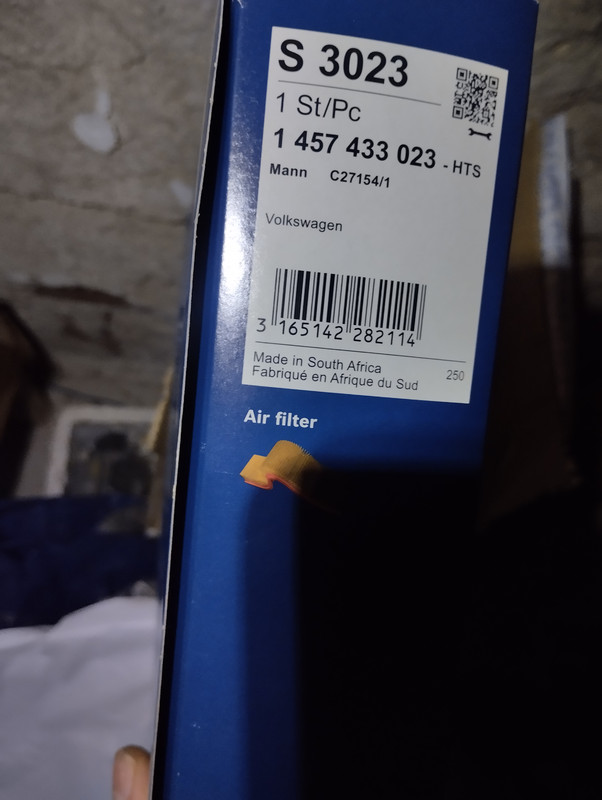 S 3023
1 St/Pc
1 457 433 023 - HTS
Mann C27154/1
Volkswagen
3 165142 282114
Made in South Africa 250
Fabriqué en Afrique du Sud
Air filter